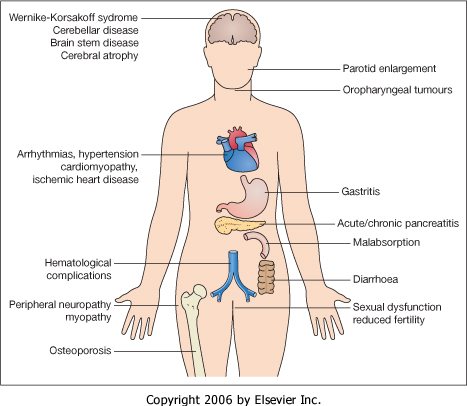 Wernike-Korsakoff sydrome
Cerebellar disease
Brain stem disease
Cerebral atrophy
Parotid enlargement
Oropharyngeal tumours
Arrhythmias, hypertension
cardiomyopathy,
ischemic heart disease
Gastritis
Acute/chronic pancreatitis
Malabsorption
Hematological
complications
Diarrhoea
Peripheral neuropathy
myopathy
Sexual dysfunction
reduced fertility
Osteoporosis
Copyright 2006 by Elsevier Inc.